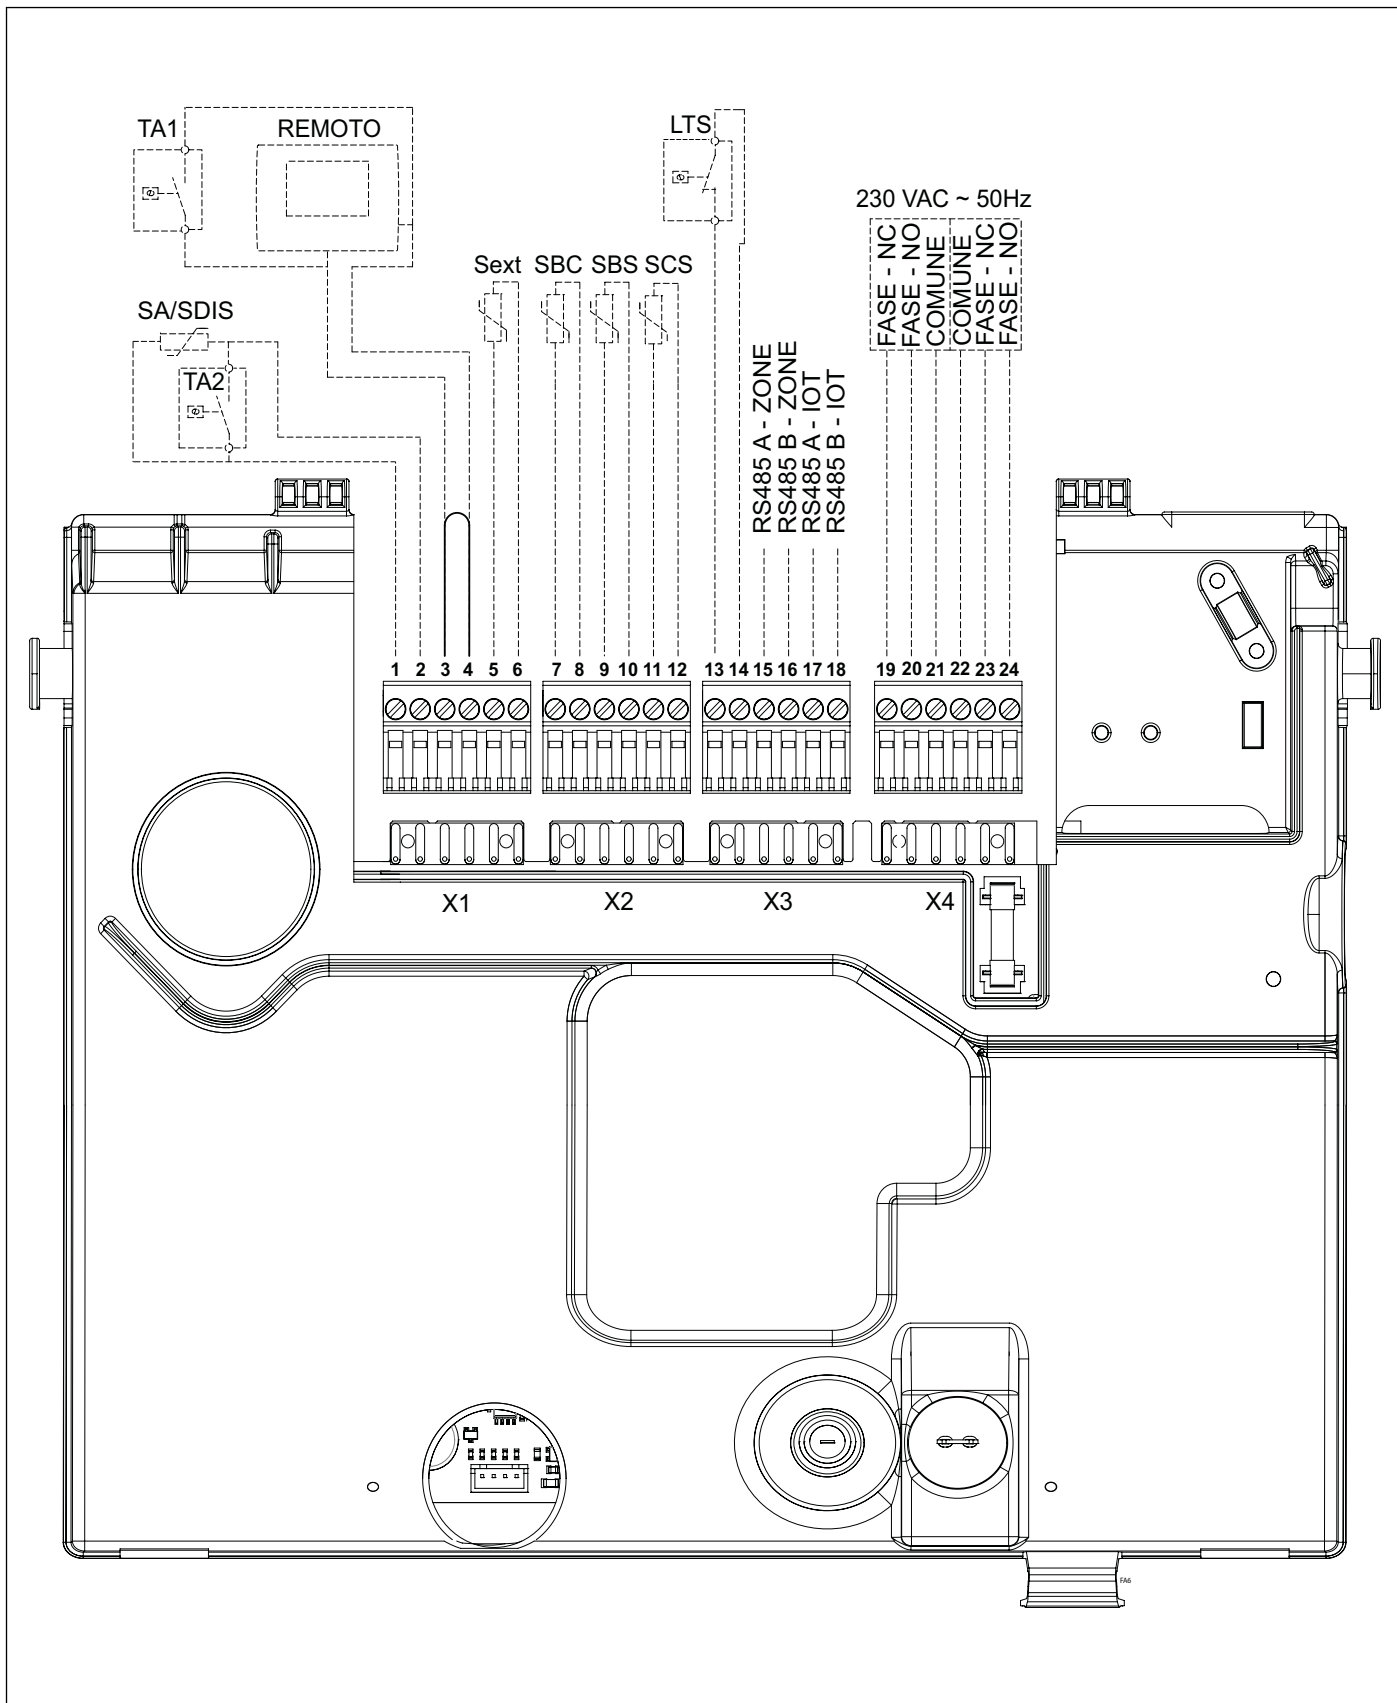 TA1
REMOTO
LTS
230 VAC ~ 50Hz
FASE - NC
FASE - NO
COMUNE
COMUNE
FASE - NC
FASE - NO
Sext
SBC
SBS
SCS
SA/SDIS
TA2
RS485 A - ZONE
RS485 B - ZONE
RS485 A - IOT
RS485 B - IOT
1 2 3 4 5 6 7 8 9 10 11 12 13 14 15 16 17 18 19 20 21 22 23 24
X1 X2 X3 X4
FA6